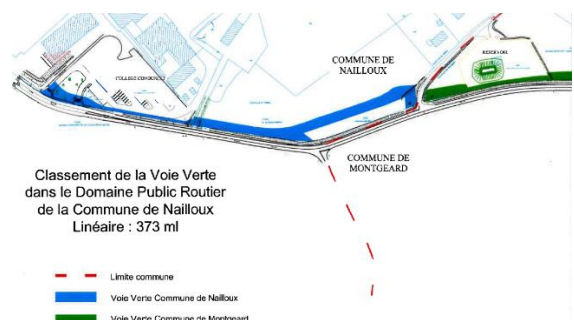 COMMUNE DE
NAILLOUX
RESERVOIR
COMMUNE DE
MONTGEARD
Classement de la Voie Verte
dans le Domaine Public Routier
de la Commune de Nailloux
Linéaire : 373 ml
Limite commune
Voie Verte Commune de Nailloux
Voie Verte Commune de Montgeard